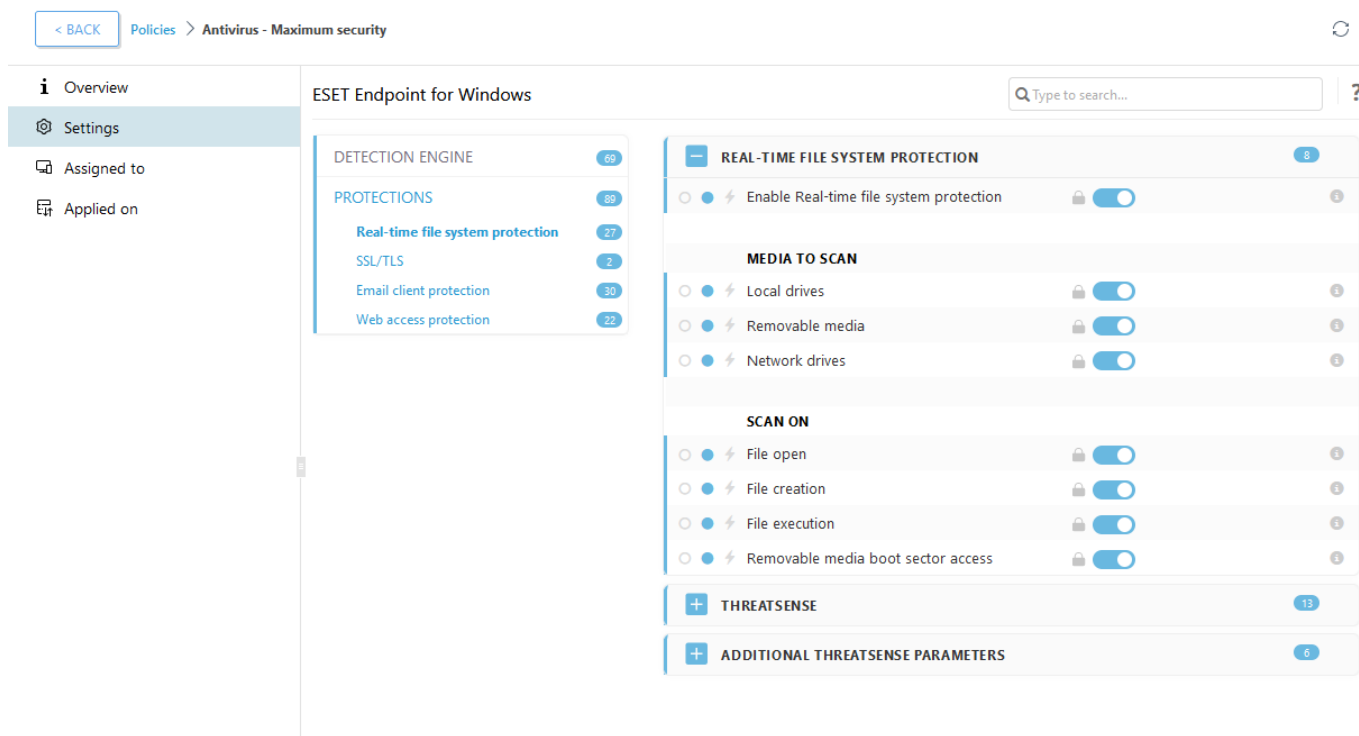 < BACK Policies > Antivirus - Maximum security
Overview
Settings
Assigned to
Applied on
ESET Endpoint for Windows
Type to search...
?
DETECTION ENGINE 69
PROTECTIONS 89
Real-time file system protection 27
SSL/TLS 2
Email client protection 30
Web access protection 22
REAL-TIME FILE SYSTEM PROTECTION 8
Enable Real-time file system protection
MEDIA TO SCAN
Local drives
Removable media
Network drives
SCAN ON
File open
File creation
File execution
Removable media boot sector access
THREATSENSE 13
ADDITIONAL THREATSENSE PARAMETERS 6